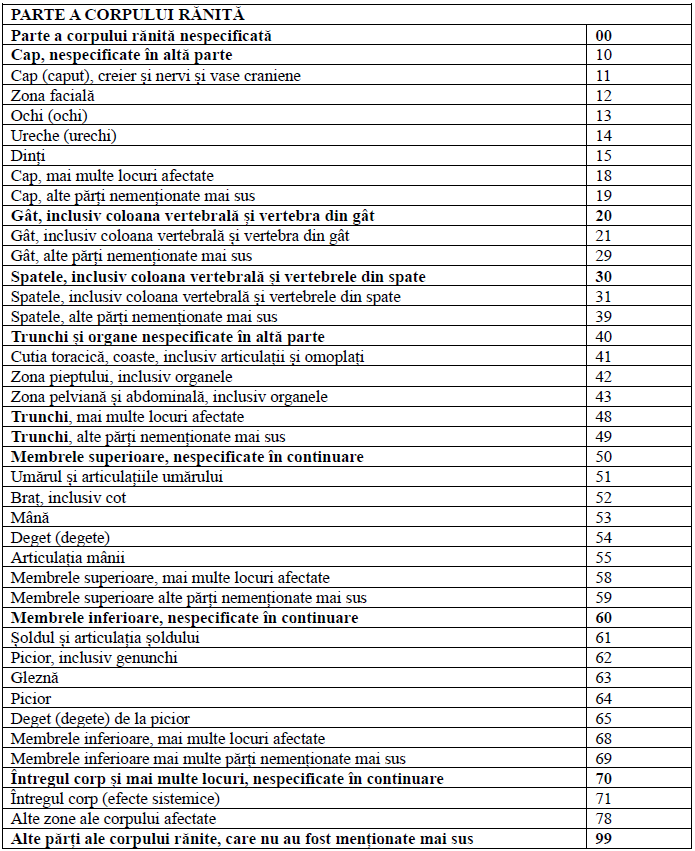 PARTE A CORPULUI RĂNITĂ
Parte a corpului rănită nespecificată 00
Cap, nespecificate în altă parte 10
Cap (caput), creier și nervi și vase craniene 11
Zona facială 12
Ochi (ochi) 13
Ureche (urechi) 14
Dinți 15
Cap, mai multe locuri afectate 18
Cap, alte părți nemenționate mai sus 19
Gât, inclusiv coloana vertebrală și vertebra din gât 20
Gât, inclusiv coloana vertebrală și vertebra din gât 21
Gât, alte părți nemenționate mai sus 29
Spatele, inclusiv coloana vertebrală și vertebrele din spate 30
Spatele, inclusiv coloana vertebrală și vertebrele din spate 31
Spatele, alte părți nemenționate mai sus 39
Trunchi și organe nespecificate în altă parte 40
Cutia toracică, coaste, inclusiv articulații și omoplați 41
Zona pieptului, inclusiv organele 42
Zona pelviană și abdominală, inclusiv organele 43
Trunchi, mai multe locuri afectate 48
Trunchi, alte părți nemenționate mai sus 49
Membrele superioare, nespecificate în continuare 50
Umărul și articulațiile umărului 51
Braț, inclusiv cot 52
Mână 53
Deget (degete) 54
Articulația mânii 55
Membrele superioare, mai multe locuri afectate 58
Membrele superioare alte părți nemenționate mai sus 59
Membrele inferioare, nespecificate în continuare 60
Șoldul și articulația șoldului 61
Picior, inclusiv genunchi 62
Gleznă 63
Picior 64
Deget (degete) de la picior 65
Membrele inferioare, mai multe locuri afectate 68
Membrele inferioare mai multe părți nemenționate mai sus 69
Întregul corp și mai multe locuri, nespecificate în continuare 70
Întregul corp (efecte sistemice) 71
Alte zone ale corpului afectate 78
Alte părți ale corpului rănite, care nu au fost menționate mai sus 99